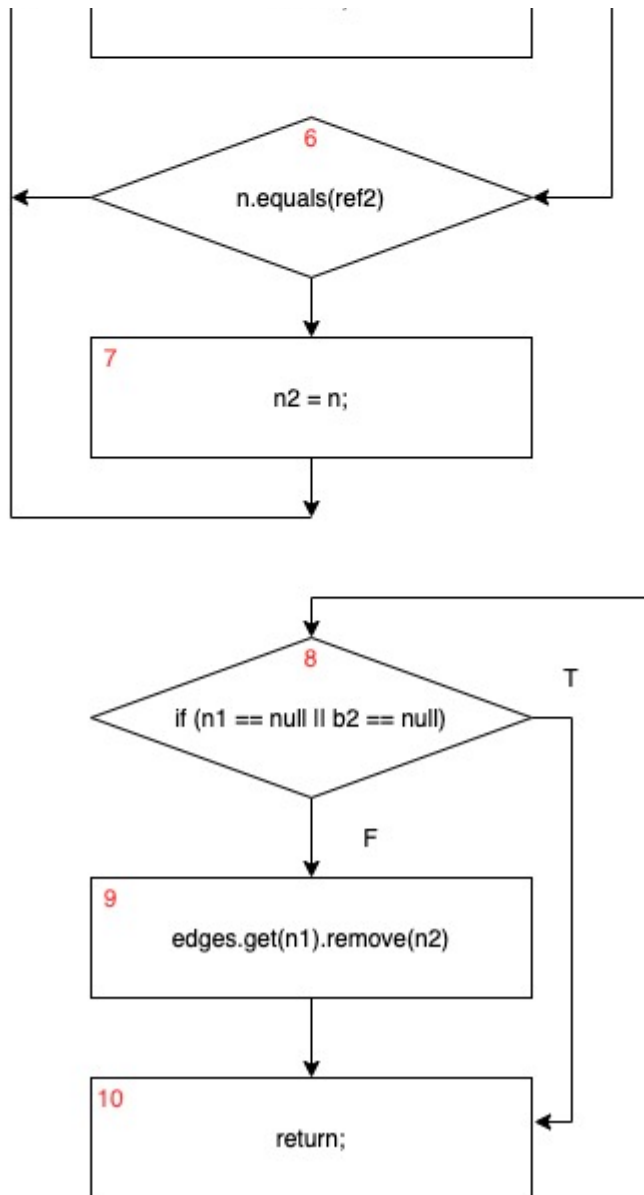 6
n.equals(ref2)
7
n2 = n;
8
T
if (n1 == null || b2 == null)
F
9
edges.get(n1).remove(n2)
10
return;